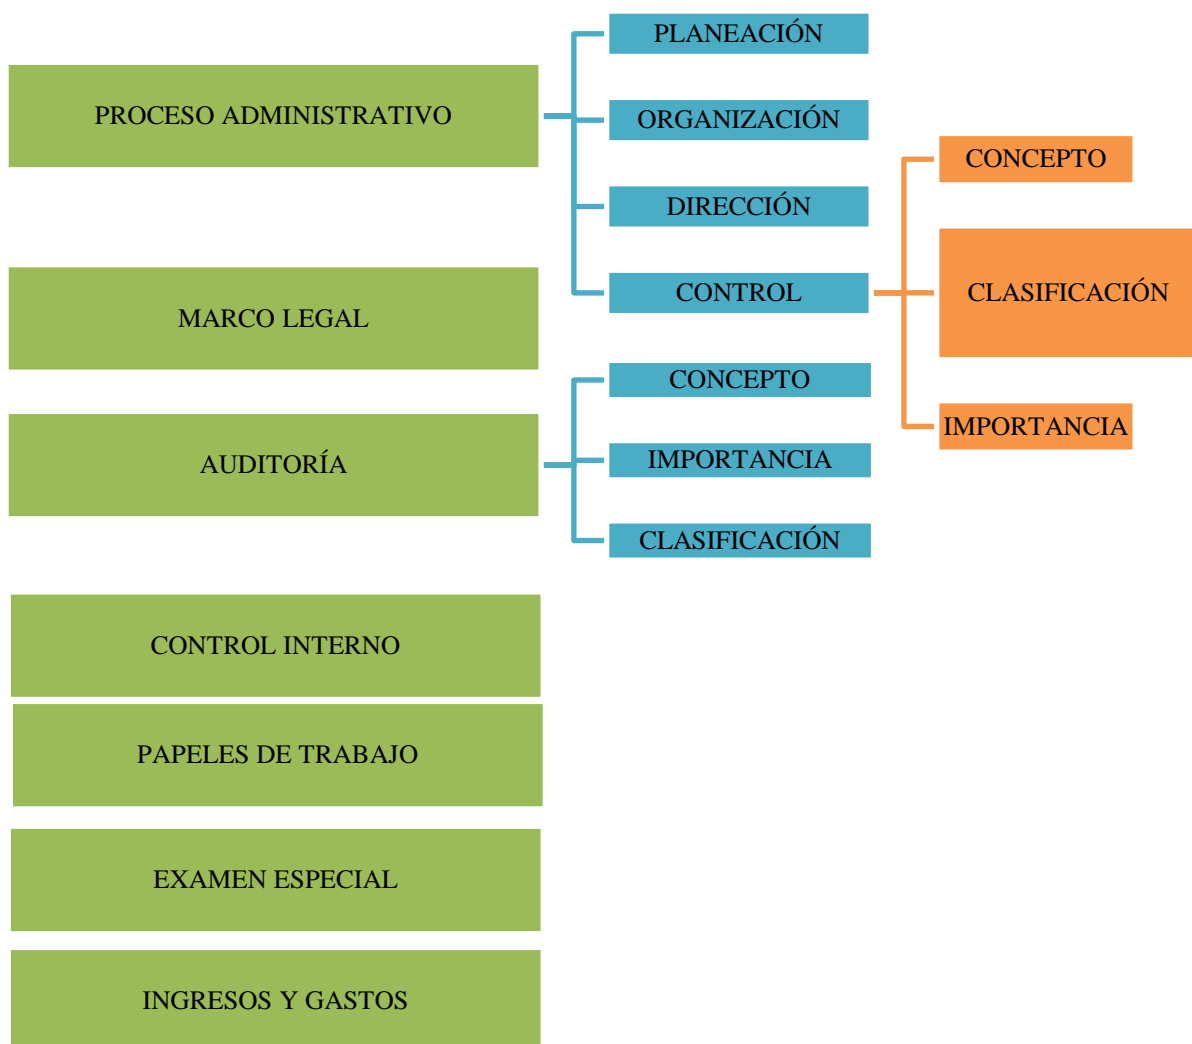 PROCESO ADMINISTRATIVO
PLANEACIÓN
ORGANIZACIÓN
DIRECCIÓN
CONTROL
CONCEPTO
CLASIFICACIÓN
IMPORTANCIA
MARCO LEGAL
AUDITORÍA
CONCEPTO
IMPORTANCIA
CLASIFICACIÓN
CONTROL INTERNO
PAPELES DE TRABAJO
EXAMEN ESPECIAL
INGRESOS Y GASTOS